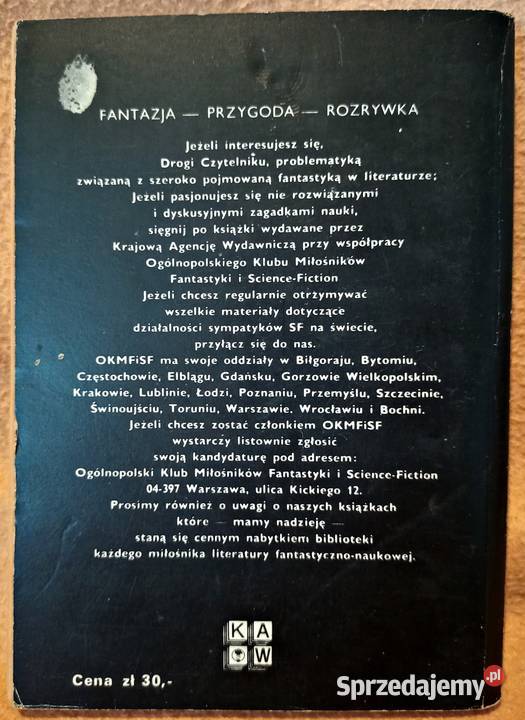 FANTAZJA — PRZYGODA — ROZRYWKA
Jeżeli interesujesz się,
Drogi Czytelniku, problematyką
związaną z szeroko pojmowaną fantastyką w literaturze;
Jeżeli pasjonujesz się nie rozwiązanymi
i dyskusyjnymi zagadkami nauki,
sięgnij po książki wydawane przez
Krajową Agencję Wydawniczą przy współpracy
Ogólnopolskiego Klubu Miłośników
Fantastyki i Science-Fiction
Jeżeli chcesz regularnie otrzymywać
wszelkie materiały dotyczące
działalności sympatyków SF na świecie,
przyłącz się do nas.
OKMFiSF ma swoje oddziały w Biłgoraju, Bytomiu,
Częstochowie, Elblągu, Gdańsku, Gorzowie Wielkopolskim,
Krakowie, Lublinie, Łodzi, Poznaniu, Przemyślu, Szczecinie,
Świnoujściu, Toruniu, Warszawie, Wrocławiu i Bochni.
Jeżeli chcesz zostać członkiem OKMFiSF
wystarczy listownie zgłosić
swoją kandydaturę pod adresem:
Ogólnopolski Klub Miłośników Fantastyki i Science-Fiction
04-397 Warszawa, ulica Kickiego 12.
Prosimy również o uwagi o naszych książkach
które — mamy nadzieję —
staną się cennym nabytkiem biblioteki
każdego miłośnika literatury fantastyczno-naukowej.
KAW
Cena zł 30,-
Sprzedajemy.pl